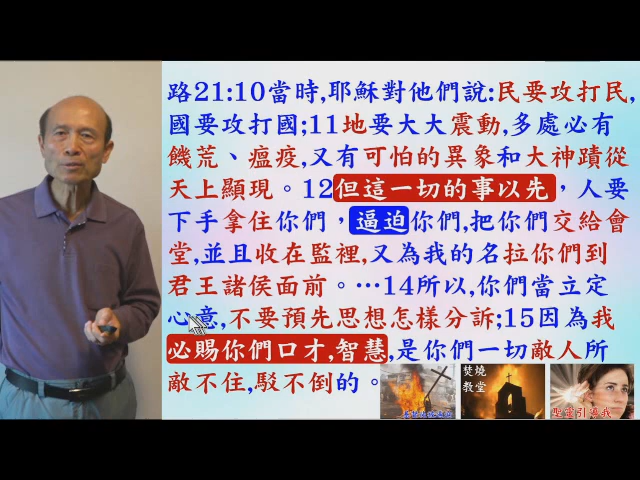 路21:10當時,耶穌對他們說:民要攻打民,
國要攻打國;11地要大大震動,多處必有
饑荒、瘟疫,又有可怕的異象和大神蹟從
天上顯現。12但這一切的事以先，人要
下手拿住你們，逼迫你們,把你們交給會
堂,並且收在監裡,又為我的名拉你們到
君王諸侯面前。…14所以,你們當立定
心意,不要預先思想怎樣分訴;15因為我
必賜你們口才,智慧,是你們一切敵人所
敵不住,駁不倒的。
焚燒
教堂
聖靈引導我